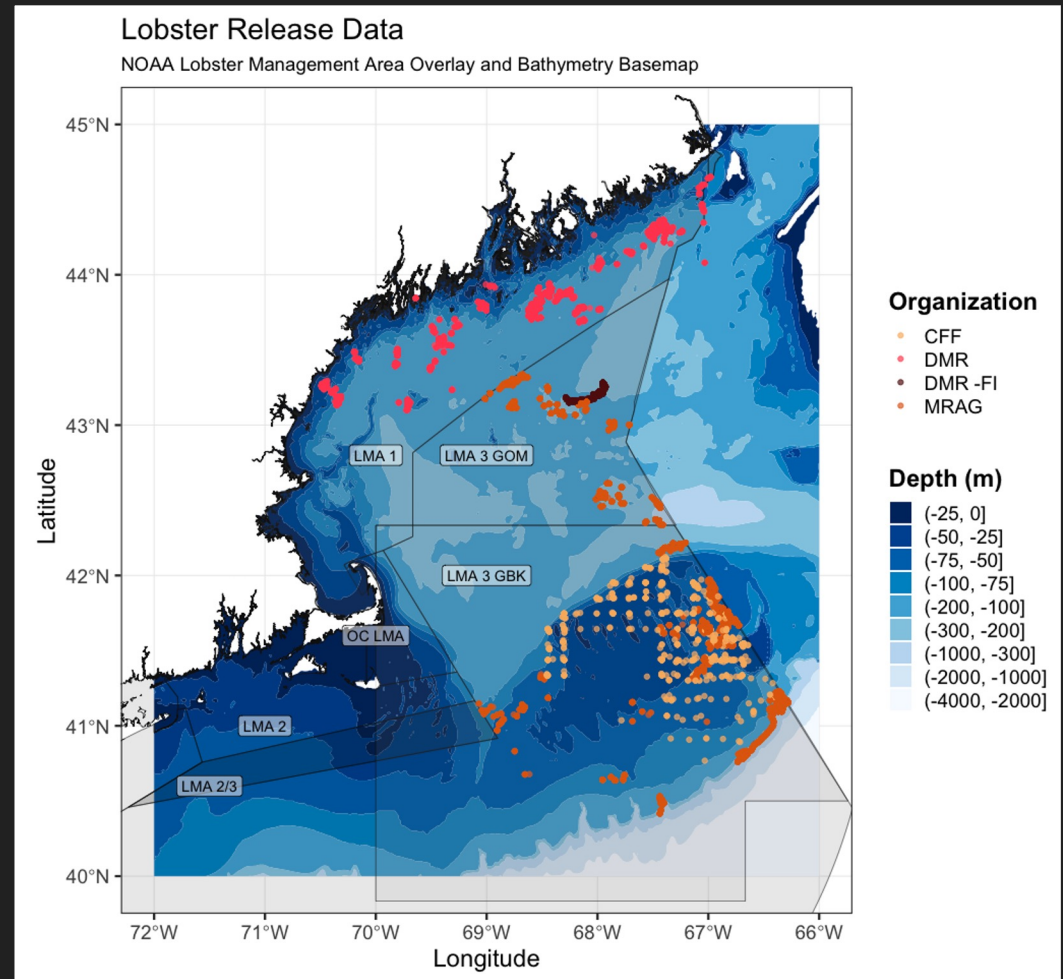 Lobster Release Data
NOAA Lobster Management Area Overlay and Bathymetry Basemap
45°N
44°N
43°N
42°N
41°N
40°N
Latitude
LMA 1
LMA 3 GOM
LMA 3 GBK
OC LMA
LMA 2
LMA 2/3
72°W
71°W
70°W
69°W
68°W
67°W
66°W
Longitude
Organization
CFF
DMR
DMR -FI
MRAG
Depth (m)
(-25, 0]
(-50, -25]
(-75, -50]
(-100, -75]
(-200, -100]
(-300, -200]
(-1000, -300]
(-2000, -1000]
(-4000, -2000]